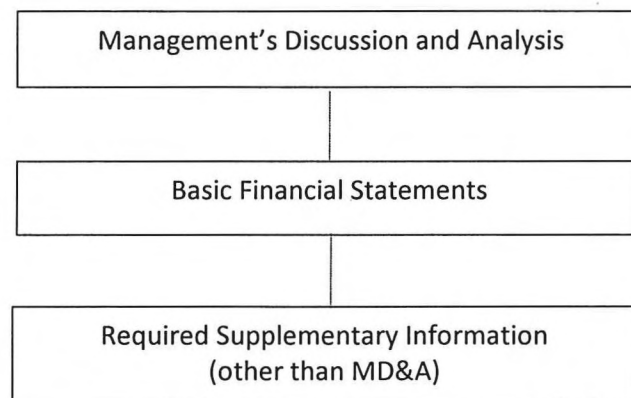 Management’s Discussion and Analysis
Basic Financial Statements
Required Supplementary Information
(other than MD&A)